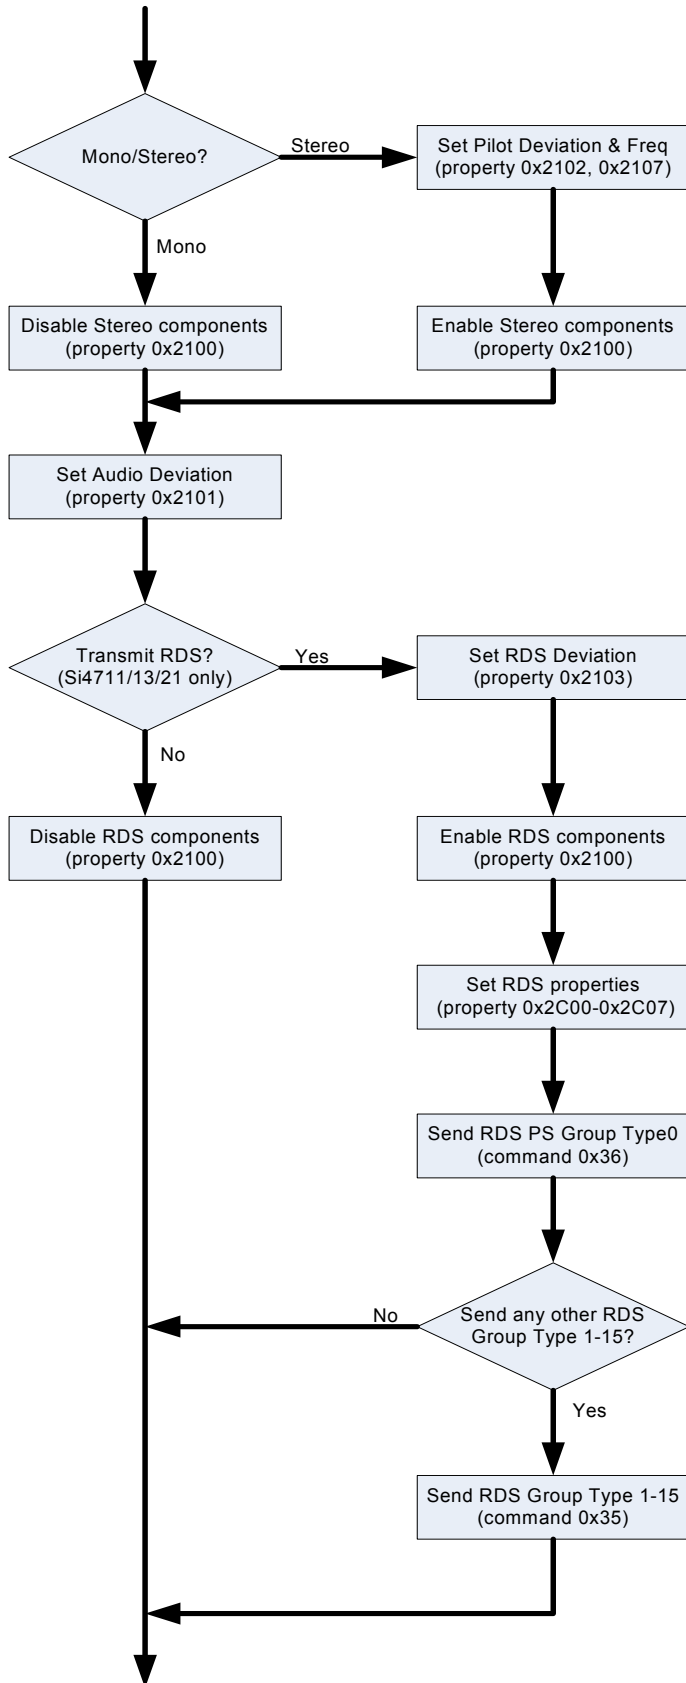 Mono/Stereo?
Stereo
Set Pilot Deviation & Freq
(property 0x2102, 0x2107)
Mono
Disable Stereo components
(property 0x2100)
Enable Stereo components
(property 0x2100)
Set Audio Deviation
(property 0x2101)
Transmit RDS?
(Si4711/13/21 only)
Yes
Set RDS Deviation
(property 0x2103)
No
Disable RDS components
(property 0x2100)
Enable RDS components
(property 0x2100)
Set RDS properties
(property 0x2C00-0x2C07)
Send RDS PS Group Type0
(command 0x36)
No
Send any other RDS
Group Type 1-15?
Yes
Send RDS Group Type 1-15
(command 0x35)